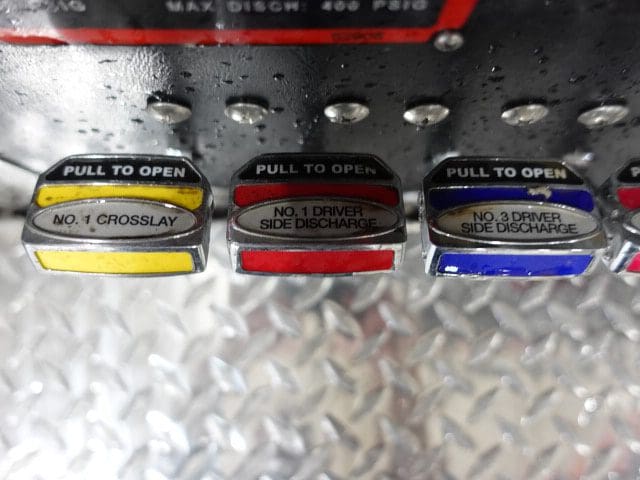 MAX DISCH: 400 PSIG
PULL TO OPEN
NO. 1 CROSSLAY
PULL TO OPEN
NO. 1 DRIVER
SIDE DISCHARGE
PULL TO OPEN
NO. 3 DRIVER
SIDE DISCHARGE